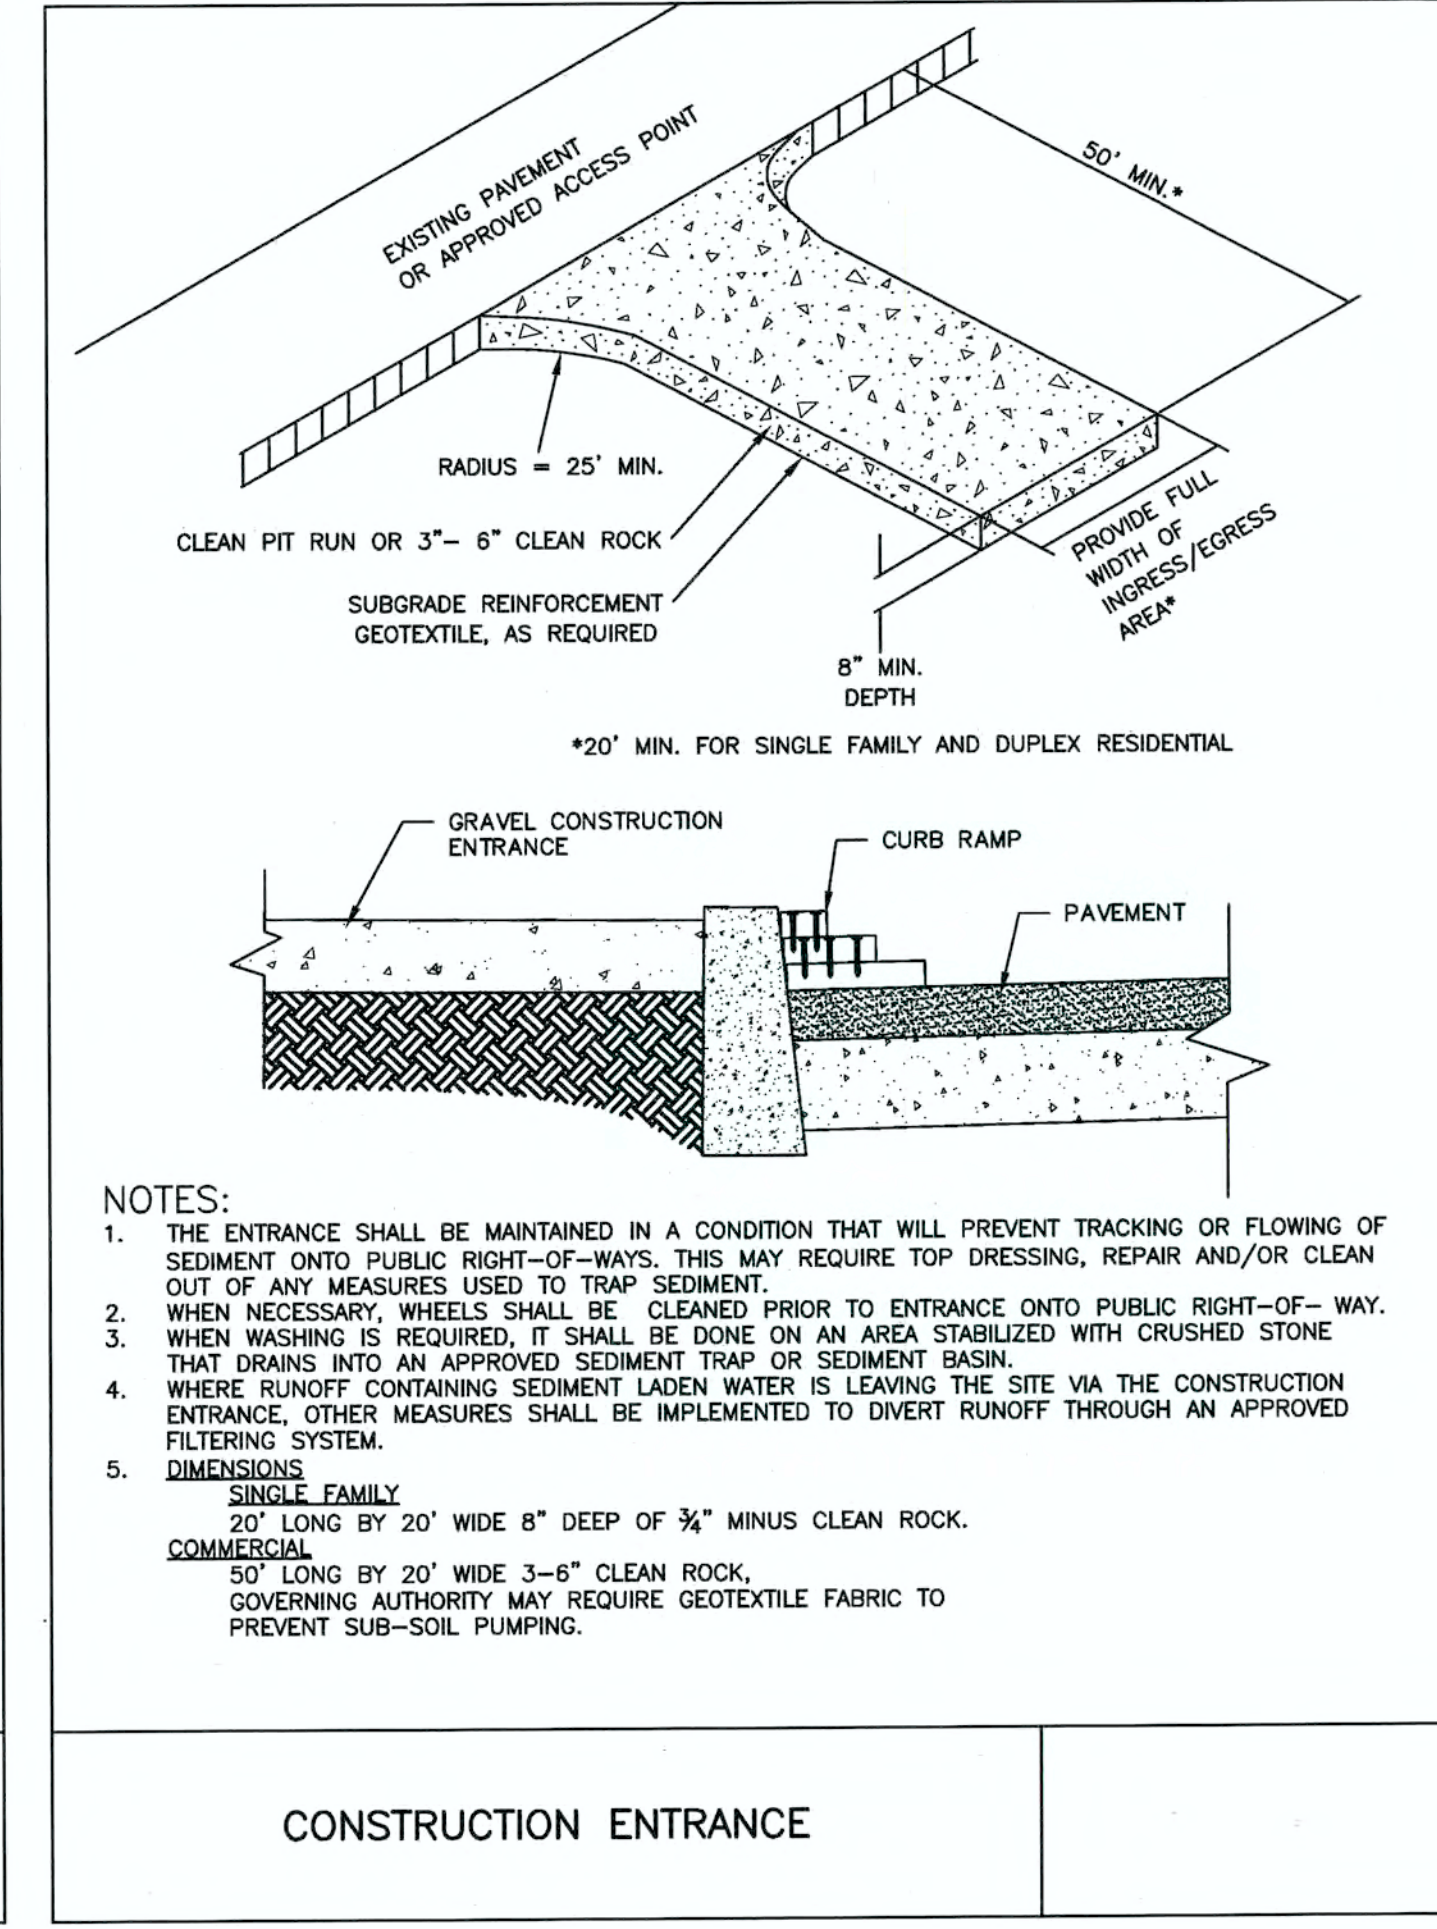 EXISTING PAVEMENT
OR APPROVED ACCESS POINT
50' MIN.*
RADIUS = 25' MIN.
CLEAN PIT RUN OR 3"– 6" CLEAN ROCK
SUBGRADE REINFORCEMENT
GEOTEXTILE, AS REQUIRED
PROVIDE FULL
WIDTH OF
INGRESS/EGRESS
AREA*
8" MIN.
DEPTH
*20' MIN. FOR SINGLE FAMILY AND DUPLEX RESIDENTIAL
GRAVEL CONSTRUCTION
ENTRANCE
CURB RAMP
PAVEMENT
NOTES:
1. THE ENTRANCE SHALL BE MAINTAINED IN A CONDITION THAT WILL PREVENT TRACKING OR FLOWING OF
SEDIMENT ONTO PUBLIC RIGHT–OF–WAYS. THIS MAY REQUIRE TOP DRESSING, REPAIR AND/OR CLEAN
OUT OF ANY MEASURES USED TO TRAP SEDIMENT.
2. WHEN NECESSARY, WHEELS SHALL BE CLEANED PRIOR TO ENTRANCE ONTO PUBLIC RIGHT–OF– WAY.
3. WHEN WASHING IS REQUIRED, IT SHALL BE DONE ON AN AREA STABILIZED WITH CRUSHED STONE
THAT DRAINS INTO AN APPROVED SEDIMENT TRAP OR SEDIMENT BASIN.
4. WHERE RUNOFF CONTAINING SEDIMENT LADEN WATER IS LEAVING THE SITE VIA THE CONSTRUCTION
ENTRANCE, OTHER MEASURES SHALL BE IMPLEMENTED TO DIVERT RUNOFF THROUGH AN APPROVED
FILTERING SYSTEM.
5. DIMENSIONS
SINGLE FAMILY
20' LONG BY 20' WIDE 8" DEEP OF ¾" MINUS CLEAN ROCK.
COMMERCIAL
50' LONG BY 20' WIDE 3–6" CLEAN ROCK,
GOVERNING AUTHORITY MAY REQUIRE GEOTEXTILE FABRIC TO
PREVENT SUB–SOIL PUMPING.
CONSTRUCTION ENTRANCE